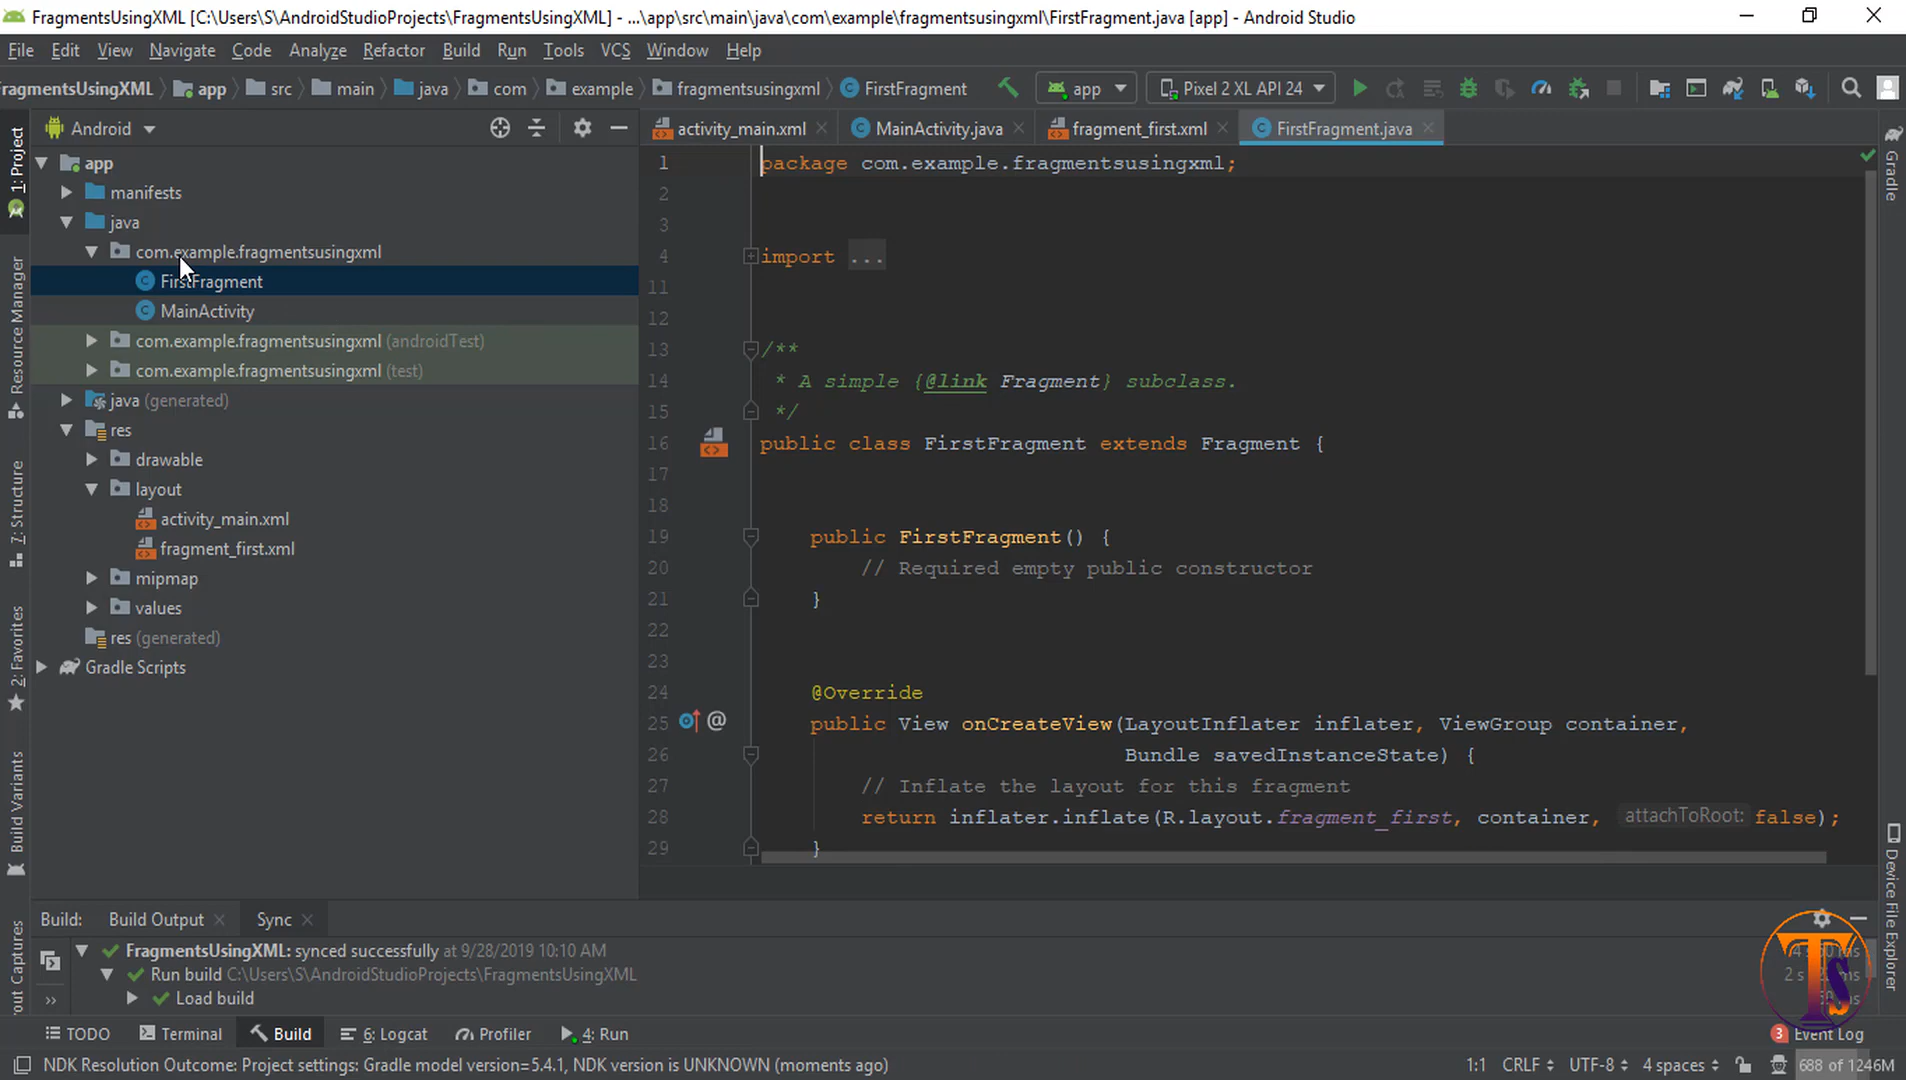 FragmentsUsingXML [C:\Users\S\AndroidStudioProjects\FragmentsUsingXML] - ...\app\src\main\java\com\example\fragmentsusingxml\FirstFragment.java [app] - Android Studio
File Edit View Navigate Code Analyze Refactor Build Run Tools VCS Window Help
FragmentsUsingXML app src main java com example fragmentsusingxml FirstFragment app Pixel 2 XL API 24
Android
activity_main.xml MainActivity.java fragment_first.xml FirstFragment.java
1: Project
Resource Manager
7: Structure
2: Favorites
Build Variants
Layout Captures
app
manifests
java
com.example.fragmentsusingxml
FirstFragment
MainActivity
com.example.fragmentsusingxml (androidTest)
com.example.fragmentsusingxml (test)
java (generated)
res
drawable
layout
activity_main.xml
fragment_first.xml
mipmap
values
res (generated)
Gradle Scripts
1 package com.example.fragmentsusingxml;
2
3
4 import ...
11
12
13 /**
14 * A simple {@link Fragment} subclass.
15 */
16 public class FirstFragment extends Fragment {
17
18
19 public FirstFragment() {
20 // Required empty public constructor
21 }
22
23
24 @Override
25 public View onCreateView(LayoutInflater inflater, ViewGroup container,
26 Bundle savedInstanceState) {
27 // Inflate the layout for this fragment
28 return inflater.inflate(R.layout.fragment_first, container, attachToRoot: false);
29 }
Gradle
Device File Explorer
Build: Build Output Sync
FragmentsUsingXML: synced successfully at 9/28/2019 10:10 AM
Run build C:\Users\S\AndroidStudioProjects\FragmentsUsingXML
Load build
TS
TODO Terminal Build 6: Logcat Profiler 4: Run 3 Event Log
NDK Resolution Outcome: Project settings: Gradle model version=5.4.1, NDK version is UNKNOWN (moments ago) 1:1 CRLF UTF-8 4 spaces 688 of 1246M